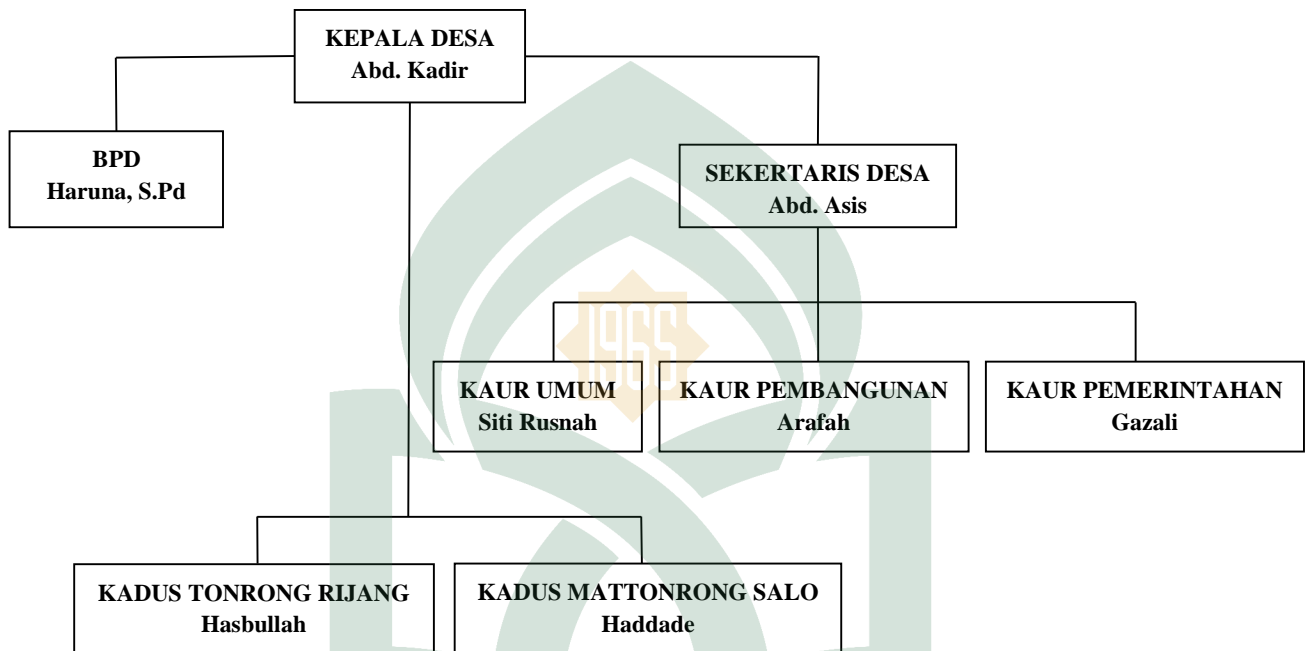 KEPALA DESA
Abd. Kadir
BPD
Haruna, S.Pd
SEKERTARIS DESA
Abd. Asis
1965
KAUR UMUM
Siti Rusnah
KAUR PEMBANGUNAN
Arafah
KAUR PEMERINTAHAN
Gazali
KADUS TONRONG RIJANG
Hasbullah
KADUS MATTONRONG SALO
Haddade